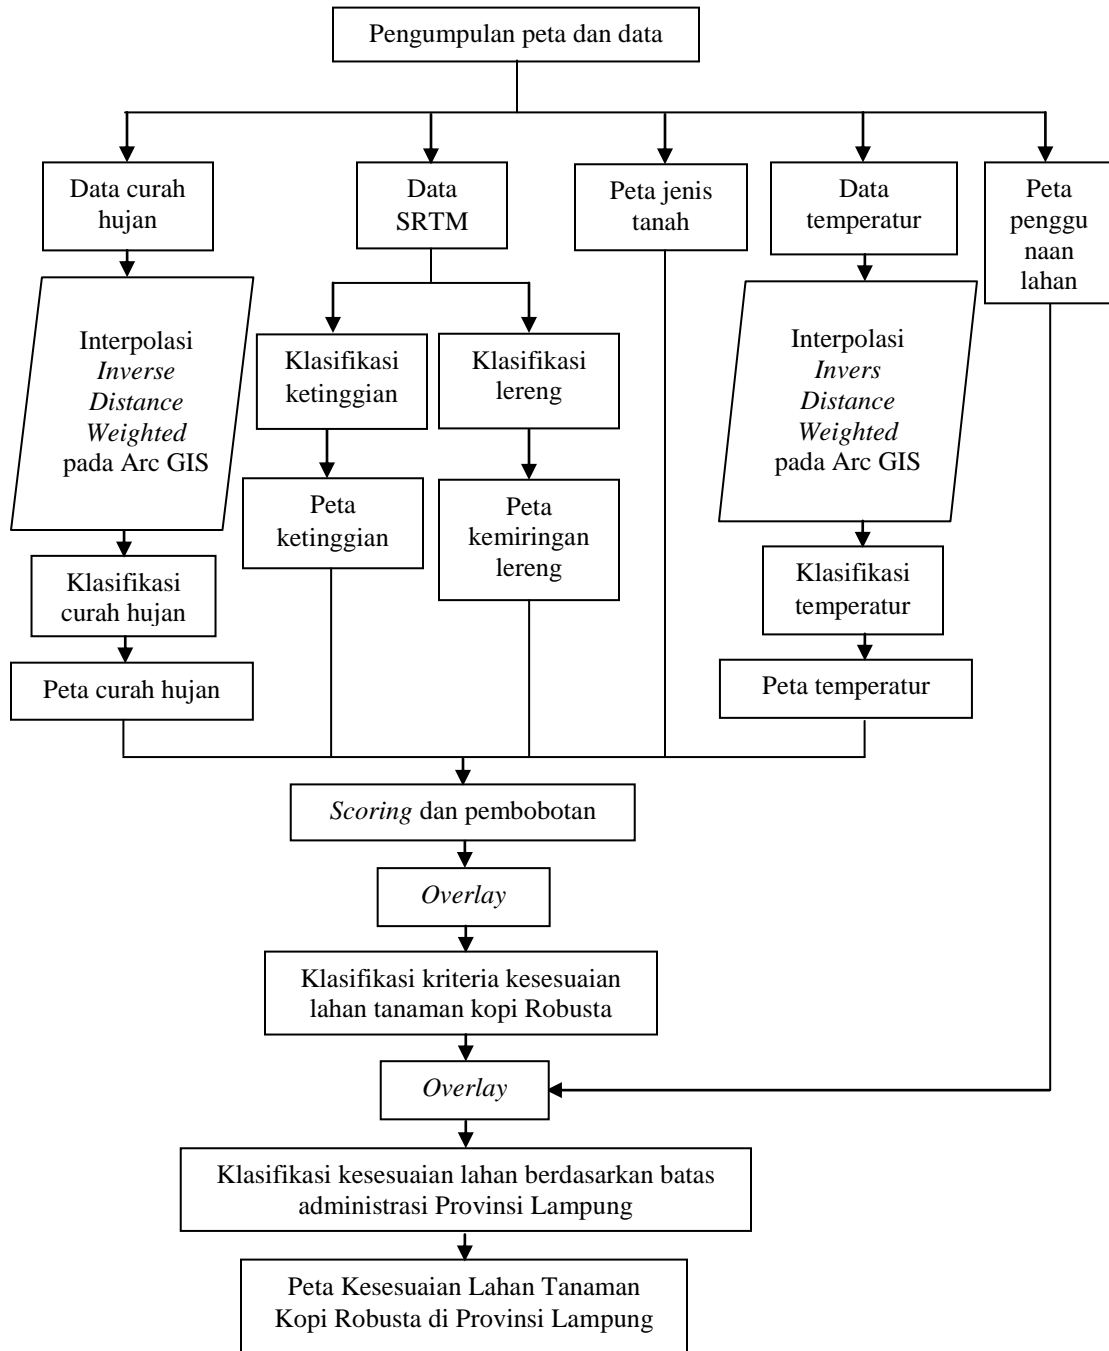 Pengumpulan peta dan data
Data curah
hujan
Data
SRTM
Peta jenis
tanah
Data
temperatur
Peta
penggu
naan
lahan
Interpolasi
Inverse
Distance
Weighted
pada Arc GIS
Klasifikasi
ketinggian
Klasifikasi
lereng
Interpolasi
Invers
Distance
Weighted
pada Arc GIS
Peta
ketinggian
Peta
kemiringan
lereng
Klasifikasi
curah hujan
Klasifikasi
temperatur
Peta curah hujan
Peta temperatur
Scoring dan pembobotan
Overlay
Klasifikasi kriteria kesesuaian
lahan tanaman kopi Robusta
Overlay
Klasifikasi kesesuaian lahan berdasarkan batas
administrasi Provinsi Lampung
Peta Kesesuaian Lahan Tanaman
Kopi Robusta di Provinsi Lampung